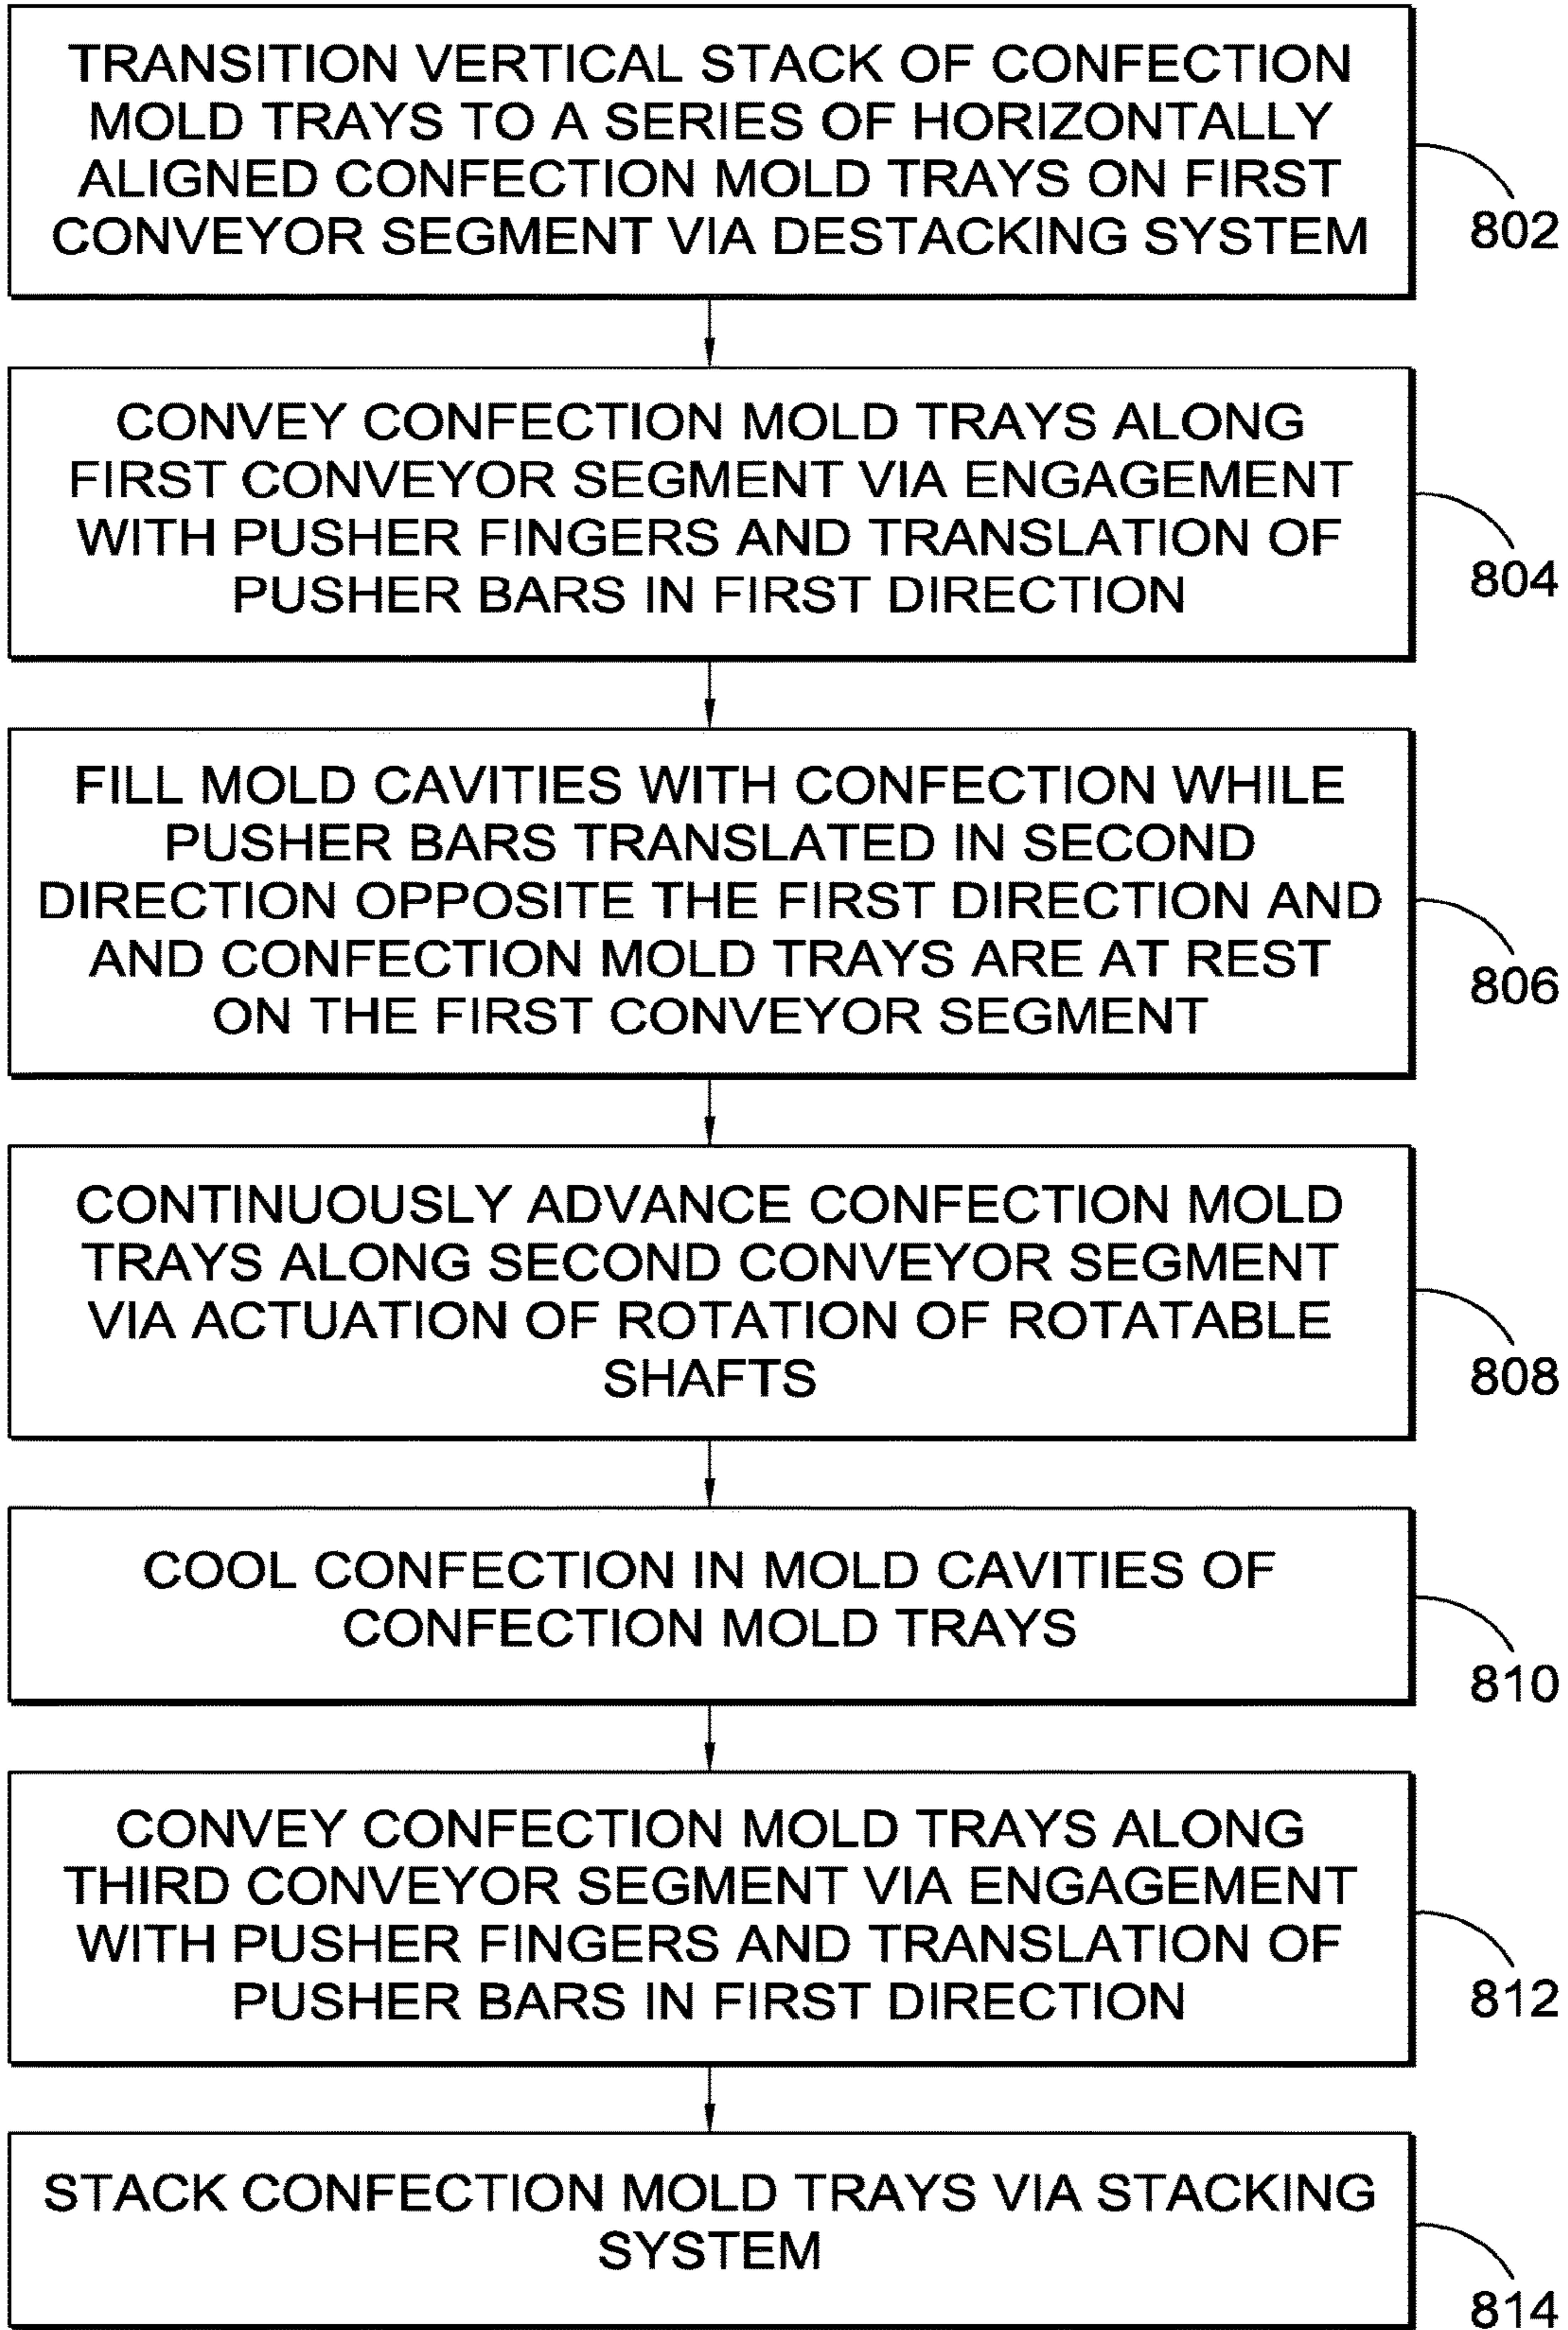 TRANSITION VERTICAL STACK OF CONFECTION
MOLD TRAYS TO A SERIES OF HORIZONTALLY
ALIGNED CONFECTION MOLD TRAYS ON FIRST
CONVEYOR SEGMENT VIA DESTACKING SYSTEM
802
CONVEY CONFECTION MOLD TRAYS ALONG
FIRST CONVEYOR SEGMENT VIA ENGAGEMENT
WITH PUSHER FINGERS AND TRANSLATION OF
PUSHER BARS IN FIRST DIRECTION
804
FILL MOLD CAVITIES WITH CONFECTION WHILE
PUSHER BARS TRANSLATED IN SECOND
DIRECTION OPPOSITE THE FIRST DIRECTION AND
AND CONFECTION MOLD TRAYS ARE AT REST
ON THE FIRST CONVEYOR SEGMENT
806
CONTINUOUSLY ADVANCE CONFECTION MOLD
TRAYS ALONG SECOND CONVEYOR SEGMENT
VIA ACTUATION OF ROTATION OF ROTATABLE
SHAFTS
808
COOL CONFECTION IN MOLD CAVITIES OF
CONFECTION MOLD TRAYS
810
CONVEY CONFECTION MOLD TRAYS ALONG
THIRD CONVEYOR SEGMENT VIA ENGAGEMENT
WITH PUSHER FINGERS AND TRANSLATION OF
PUSHER BARS IN FIRST DIRECTION
812
STACK CONFECTION MOLD TRAYS VIA STACKING
SYSTEM
814